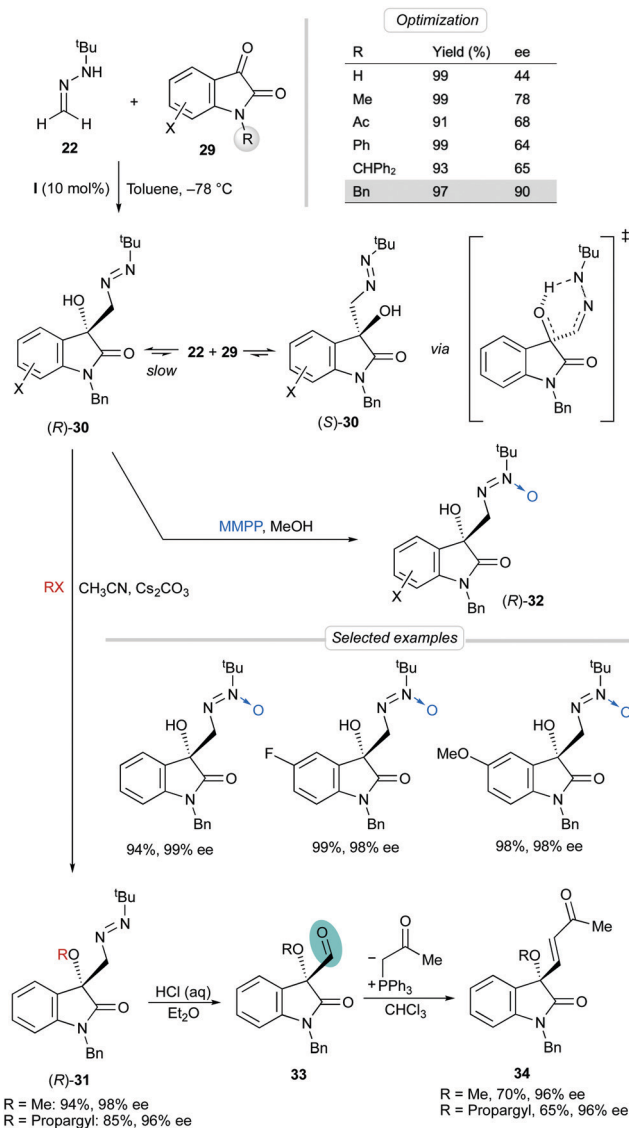 Optimization
R Yield (%) ee
H 99 44
Me 99 78
Ac 91 68
Ph 99 64
CHPh₂ 93 65
Bn 97 90
ᵗBu
N NH
H H
22
+
X O O N R
29
I (10 mol%) Toluene, –78 °C
ᵗBu
N N
HO
O
X N
Bn
(R)-30
slow
22 + 29
ᵗBu
N N
OH
O
X N
Bn
(S)-30
via
‡
ᵗBu
H N
O N
O
N
Bn
MMPP, MeOH
ᵗBu
N N O
HO
O
X N
Bn
(R)-32
RX CH₃CN, Cs₂CO₃
Selected examples
ᵗBu
N N O
HO
O
N
Bn
94%, 99% ee
ᵗBu
N N O
HO
F O
N
Bn
99%, 98% ee
ᵗBu
N N O
HO
MeO O
N
Bn
98%, 98% ee
ᵗBu
N N
RO
O
N
Bn
(R)-31
R = Me: 94%, 98% ee
R = Propargyl: 85%, 96% ee
HCl (aq)
Et₂O
O
RO
O
N
Bn
33
O
– Me
+PPh₃
CHCl₃
O
Me
RO
O
N
Bn
34
R = Me, 70%, 96% ee
R = Propargyl, 65%, 96% ee